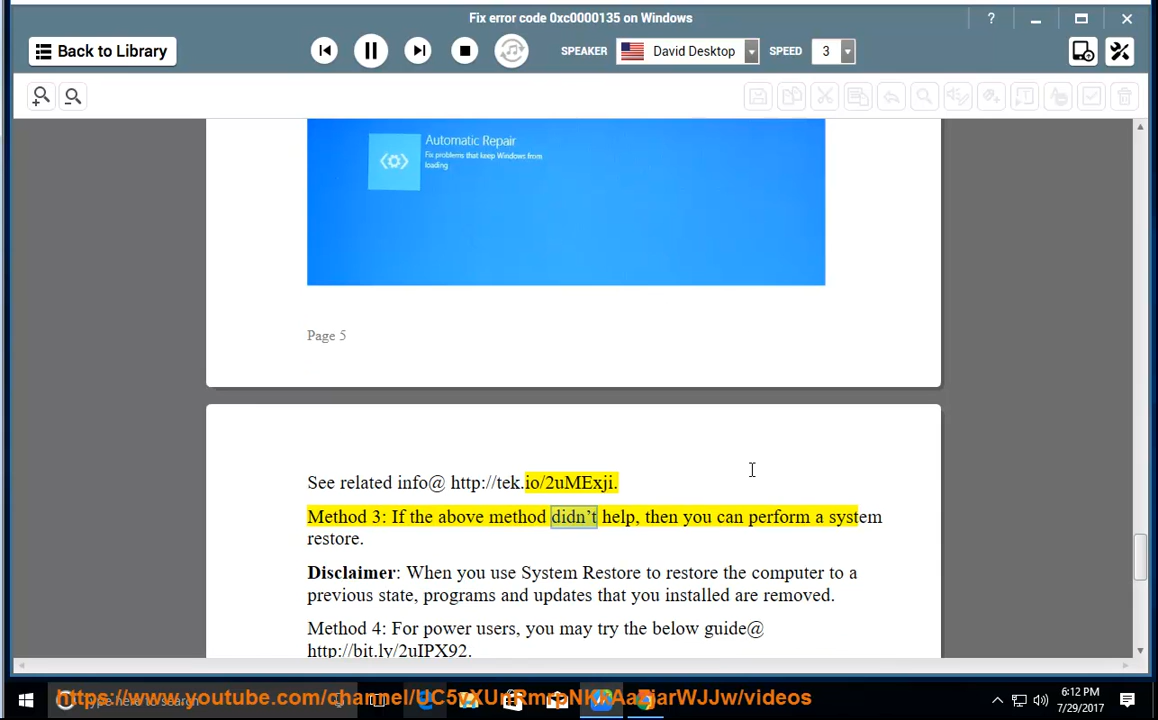 Fix error code 0xc0000135 on Windows
Back to Library
SPEAKER
David Desktop
SPEED
3
Automatic Repair
Fix problems that keep Windows from
loading
Page 5
See related info@ http://tek.io/2uMExji.
Method 3: If the above method didn’t help, then you can perform a system
restore.
Disclaimer: When you use System Restore to restore the computer to a
previous state, programs and updates that you installed are removed.
Method 4: For power users, you may try the below guide@
http://bit.ly/2uIPX92.
here to search
6:12 PM
7/29/2017